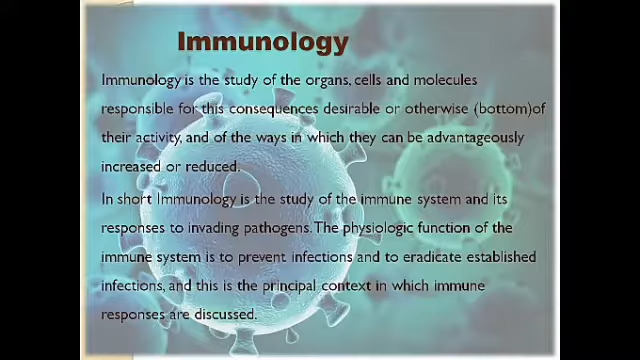 Immunology
Immunology is the study of the organs, cells and molecules
responsible for this consequences desirable or otherwise (bottom)of
their activity, and of the ways in which they can be advantageously
increased or reduced.
In short Immunology is the study of the immune system and its
responses to invading pathogens. The physiologic function of the
immune system is to prevent infections and to eradicate established
infections, and this is the principal context in which immune
responses are discussed.